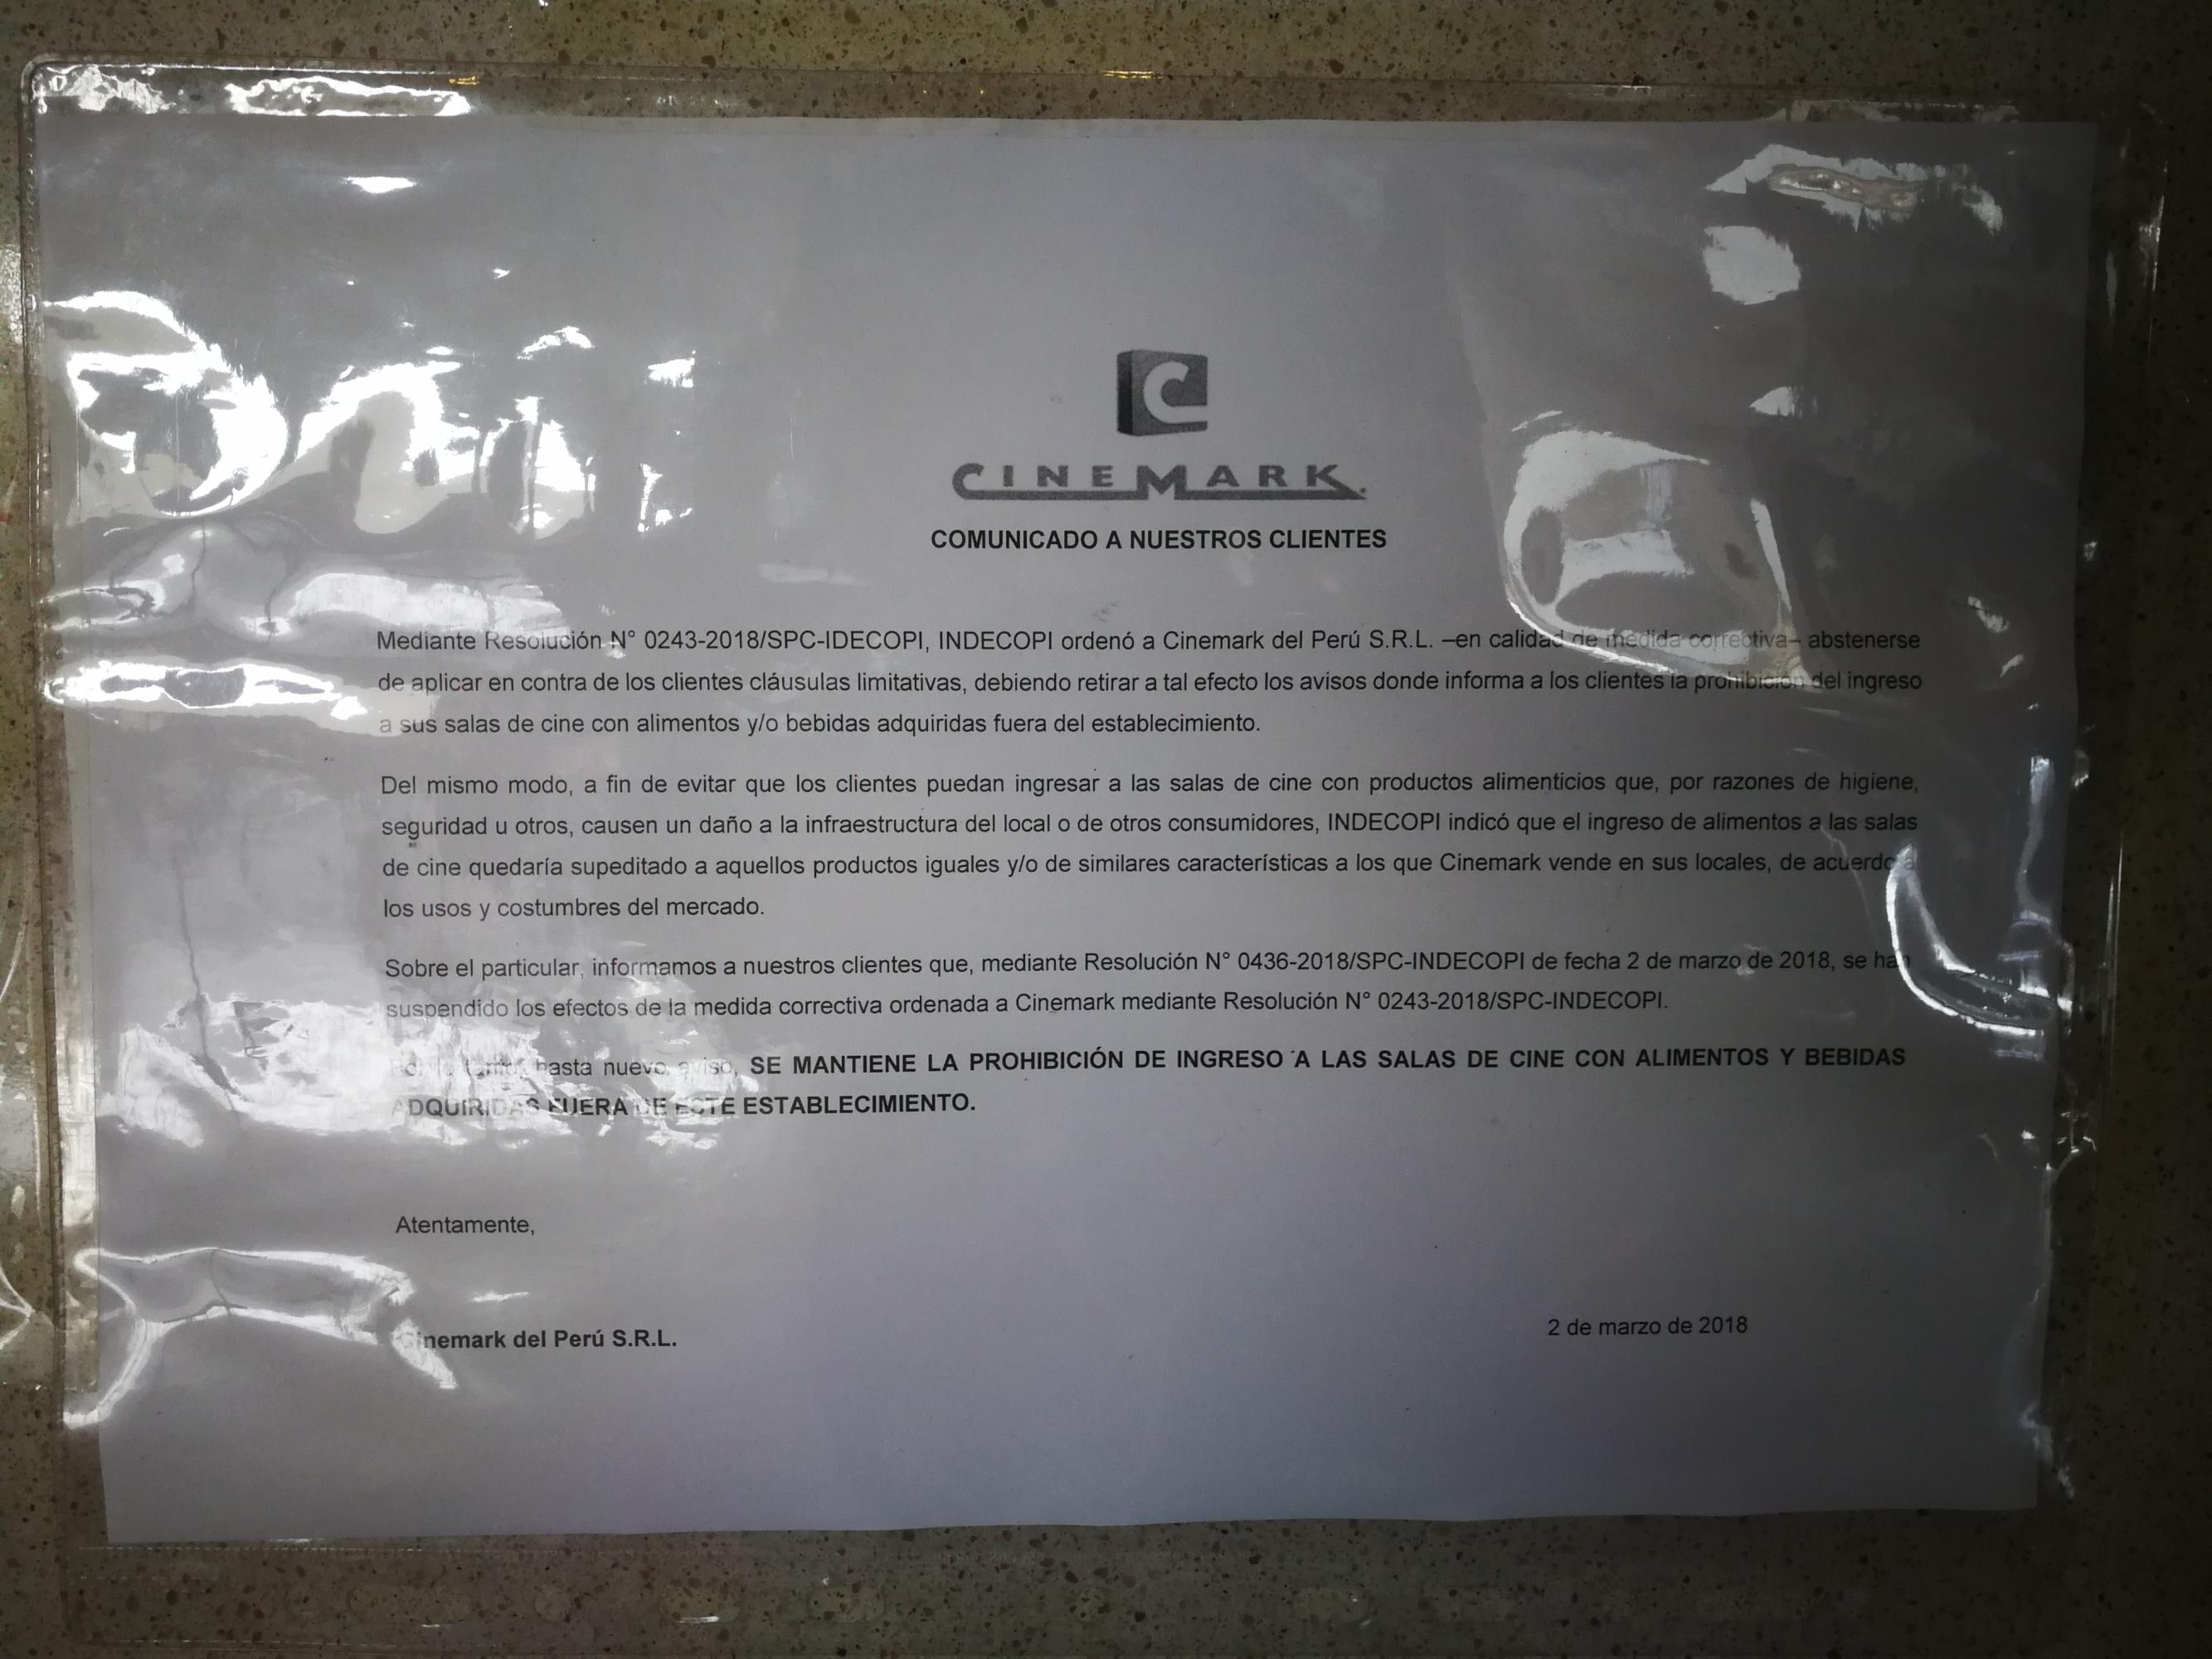 C
CINEMARK.
COMUNICADO A NUESTROS CLIENTES
Mediante Resolución N° 0243-2018/SPC-IDECOPI, INDECOPI ordenó a Cinemark del Perú S.R.L. –en calidad de medida correctiva– abstenerse
de aplicar en contra de los clientes cláusulas limitativas, debiendo retirar a tal efecto los avisos donde informa a los clientes la prohibición del ingreso
a sus salas de cine con alimentos y/o bebidas adquiridas fuera del establecimiento.
Del mismo modo, a fin de evitar que los clientes puedan ingresar a las salas de cine con productos alimenticios que, por razones de higiene,
seguridad u otros, causen un daño a la infraestructura del local o de otros consumidores, INDECOPI indicó que el ingreso de alimentos a las salas
de cine quedaría supeditado a aquellos productos iguales y/o de similares características a los que Cinemark vende en sus locales, de acuerdo a
los usos y costumbres del mercado.
Sobre el particular, informamos a nuestros clientes que, mediante Resolución N° 0436-2018/SPC-INDECOPI de fecha 2 de marzo de 2018, se han
suspendido los efectos de la medida correctiva ordenada a Cinemark mediante Resolución N° 0243-2018/SPC-INDECOPI.
Por lo tanto, hasta nuevo aviso, SE MANTIENE LA PROHIBICIÓN DE INGRESO A LAS SALAS DE CINE CON ALIMENTOS Y BEBIDAS
ADQUIRIDAS FUERA DE ESTE ESTABLECIMIENTO.
Atentamente,
Cinemark del Perú S.R.L.
2 de marzo de 2018